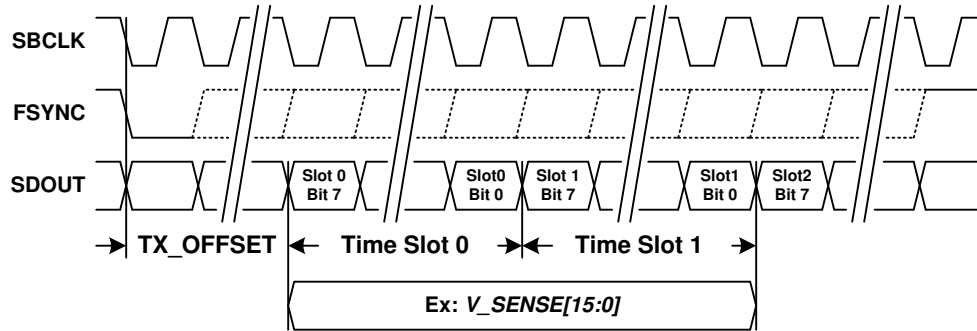 SBCLK
FSYNC
SDOUT
Slot 0
Bit 7
Slot0
Bit 0
Slot 1
Bit 7
Slot1
Bit 0
Slot2
Bit 7
TX_OFFSET
Time Slot 0
Time Slot 1
Ex: V_SENSE[15:0]